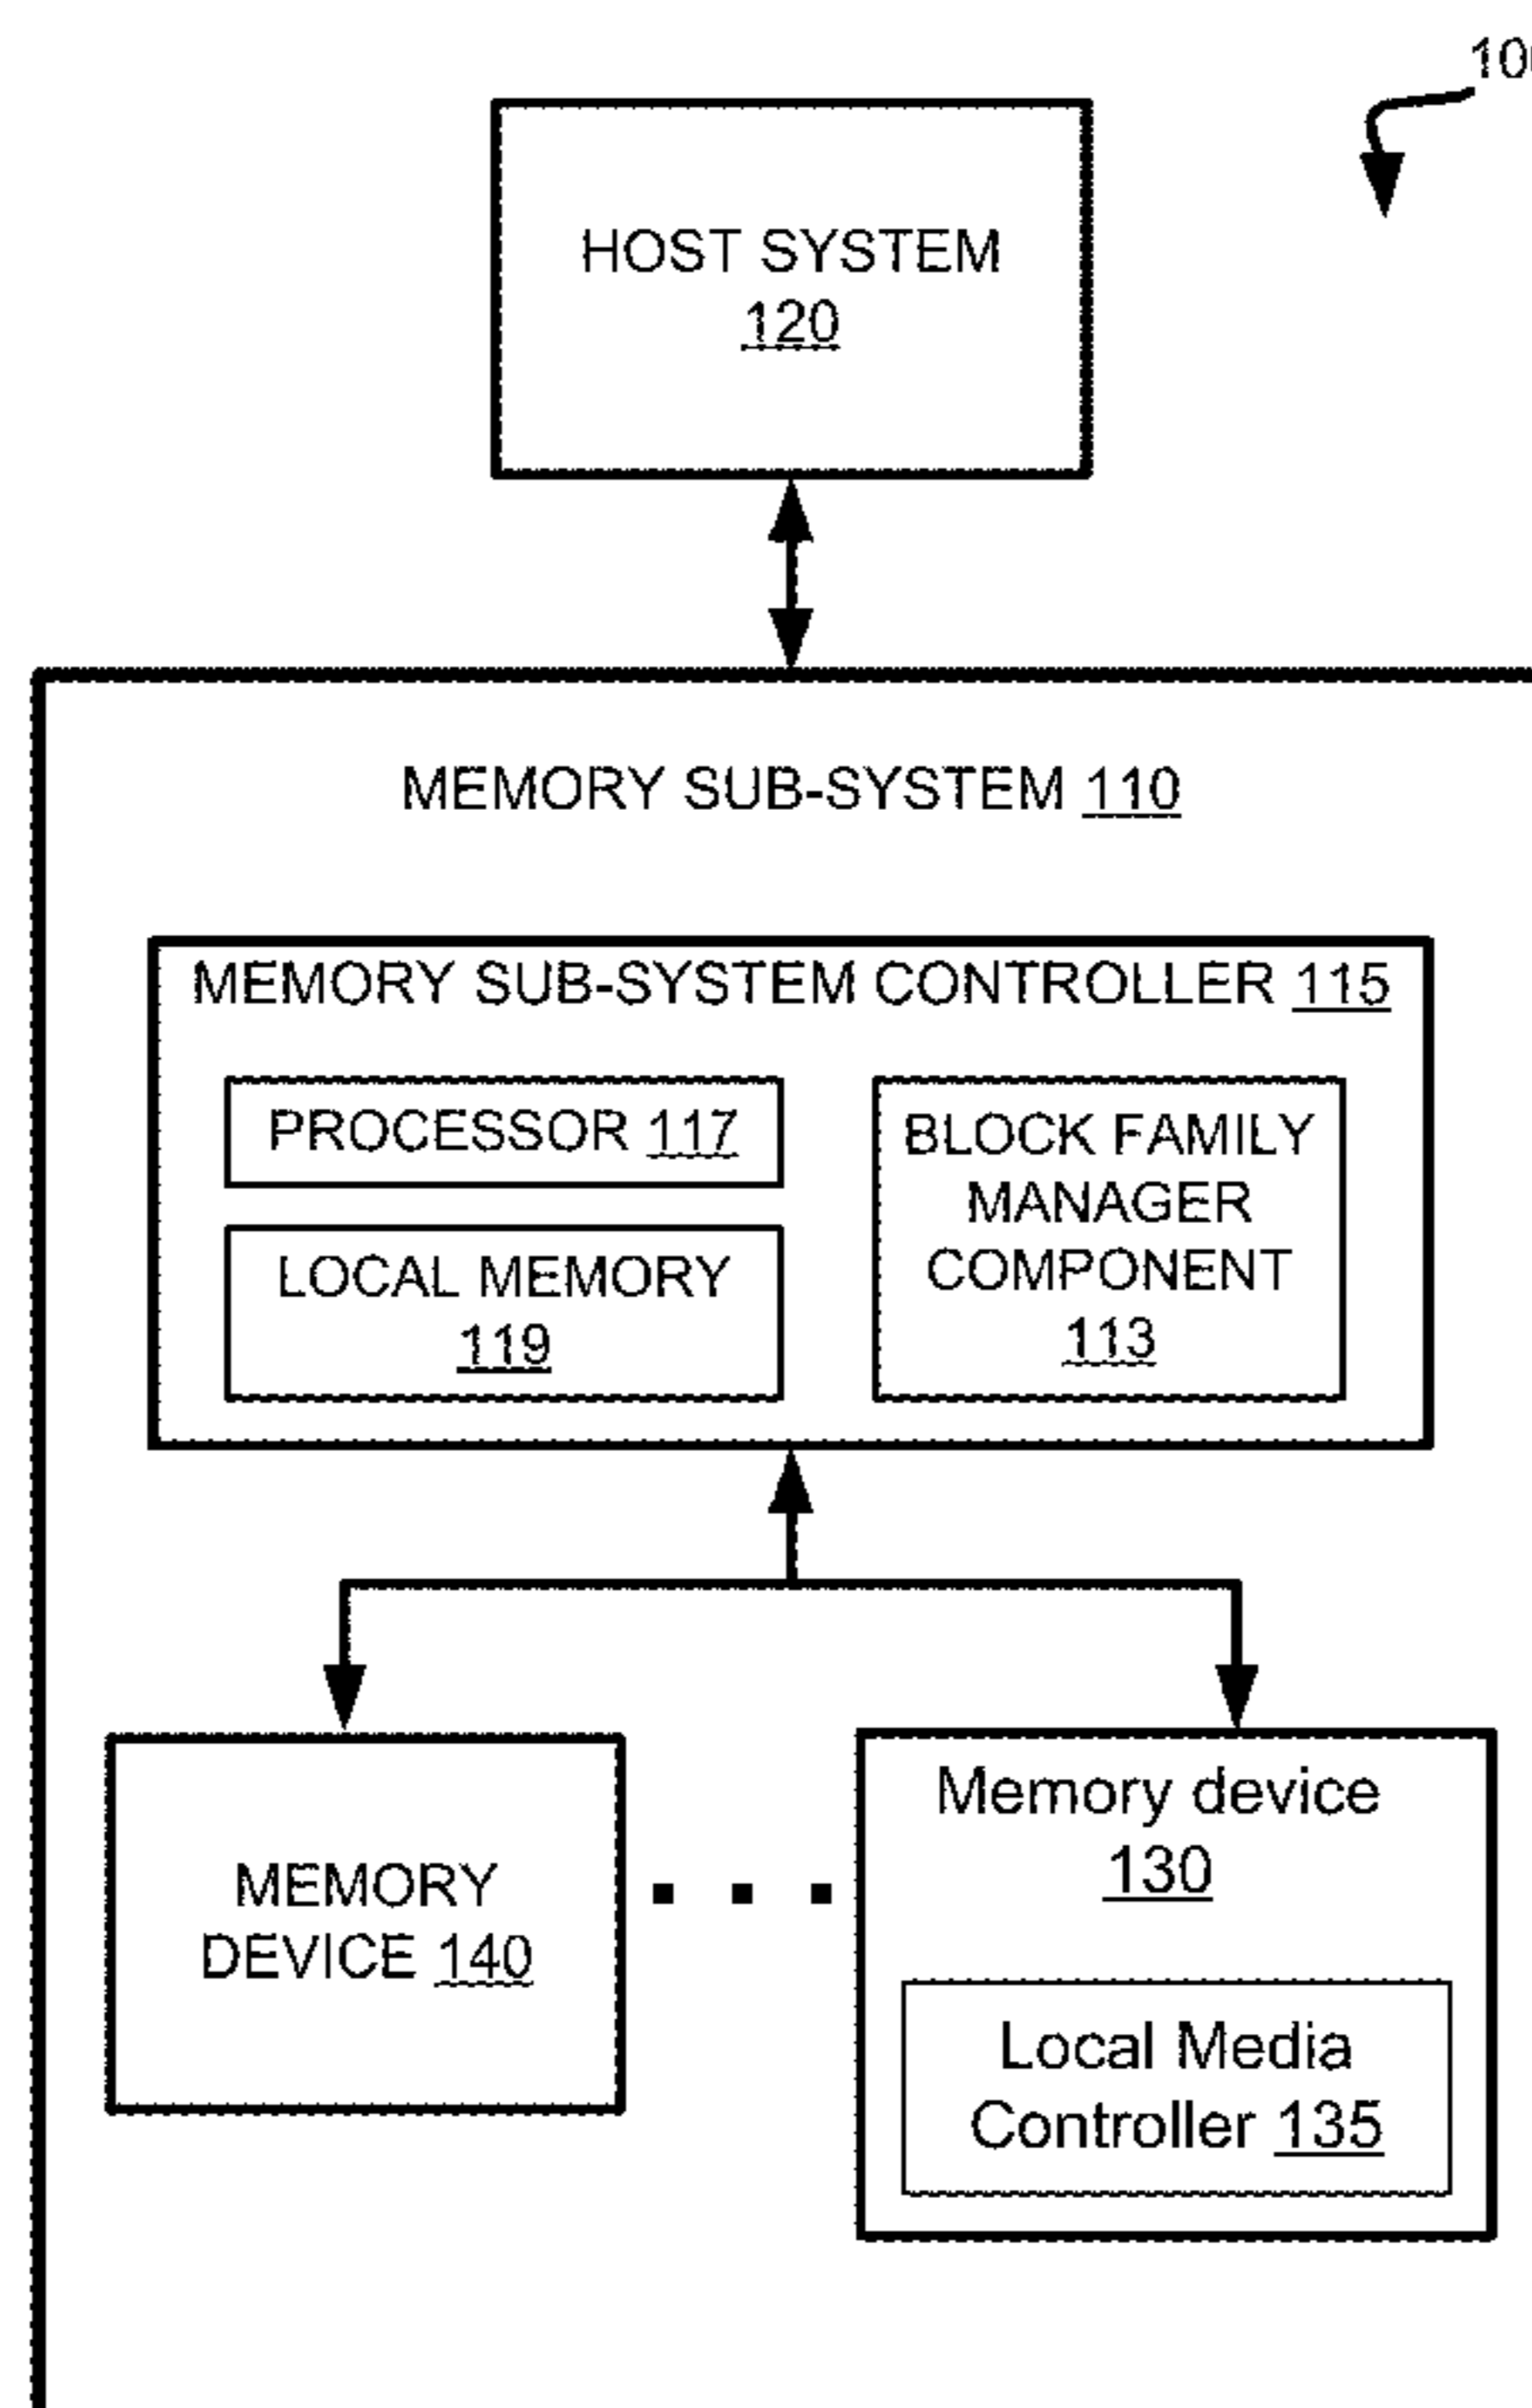 HOST SYSTEM
120
MEMORY SUB-SYSTEM 110
MEMORY SUB-SYSTEM CONTROLLER 115
PROCESSOR 117
LOCAL MEMORY
119
BLOCK FAMILY
MANAGER
COMPONENT
113
MEMORY
DEVICE 140
Memory device
130
Local Media
Controller 135